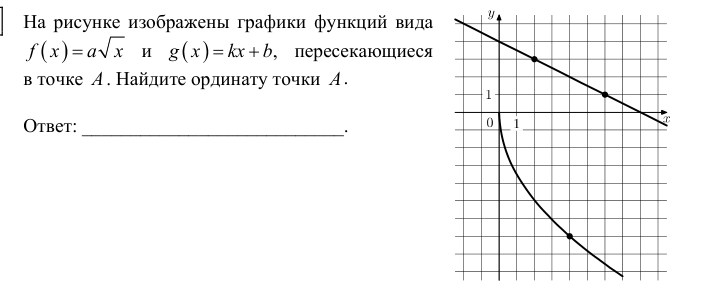 На рисунке изображены графики функций вида
f(x)=a√x и g(x)=kx+b, пересекающиеся
в точке A. Найдите ординату точки A.
Ответ: ____________________________.
y
1
0 1 x